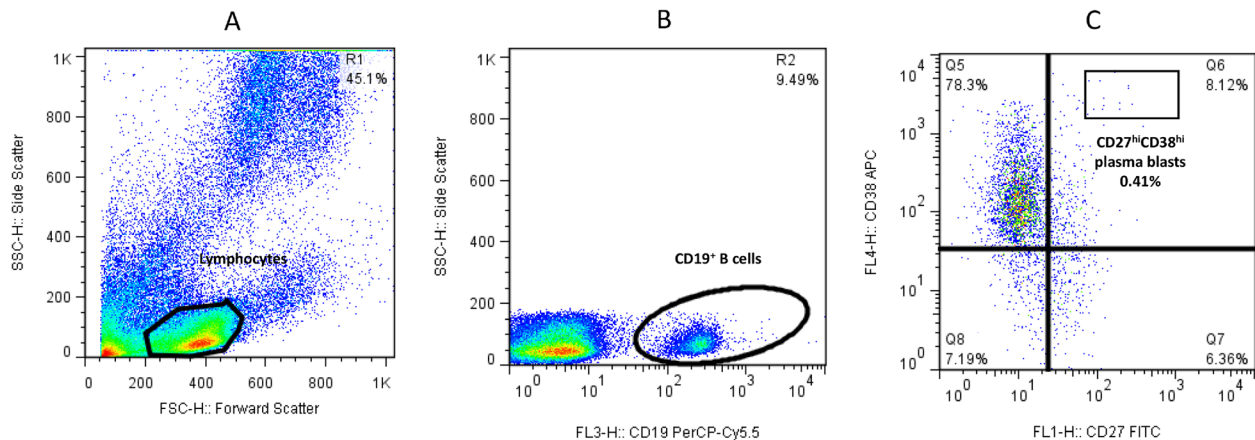 A
B
C
R1
45.1%
1K
800
600
400
200
0
SSC-H:: Side Scatter
Lymphocytes
0 200 400 600 800 1K
FSC-H:: Forward Scatter
R2
9.49%
1K
800
600
400
200
0
SSC-H:: Side Scatter
CD19⁺ B cells
10⁰ 10¹ 10² 10³ 10⁴
FL3-H:: CD19 PerCP-Cy5.5
Q5
78.3%
Q6
8.12%
10⁴
10³
10²
10¹
10⁰
FL4-H:: CD38 APC
CD27ʰⁱCD38ʰⁱ
plasma blasts
0.41%
Q8
7.19%
Q7
6.36%
10⁰ 10¹ 10² 10³ 10⁴
FL1-H:: CD27 FITC